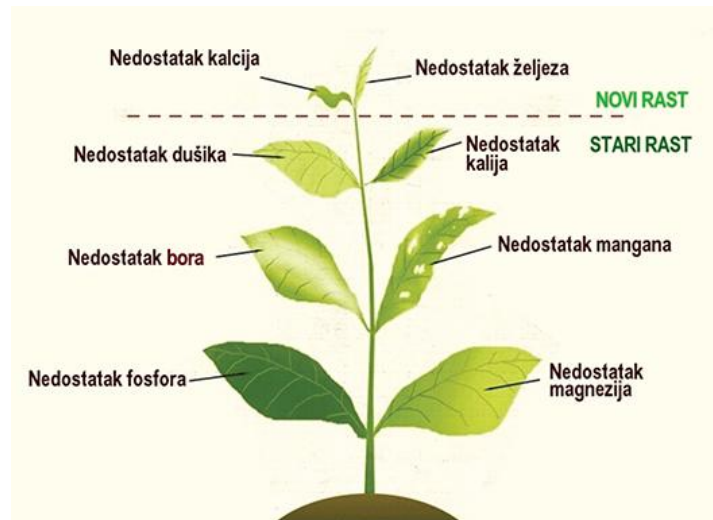 Nedostatak kalcija
Nedostatak željeza
NOVI RAST
Nedostatak dušika
Nedostatak
kalija
STARI RAST
Nedostatak bora
Nedostatak mangana
Nedostatak fosfora
Nedostatak
magnezija